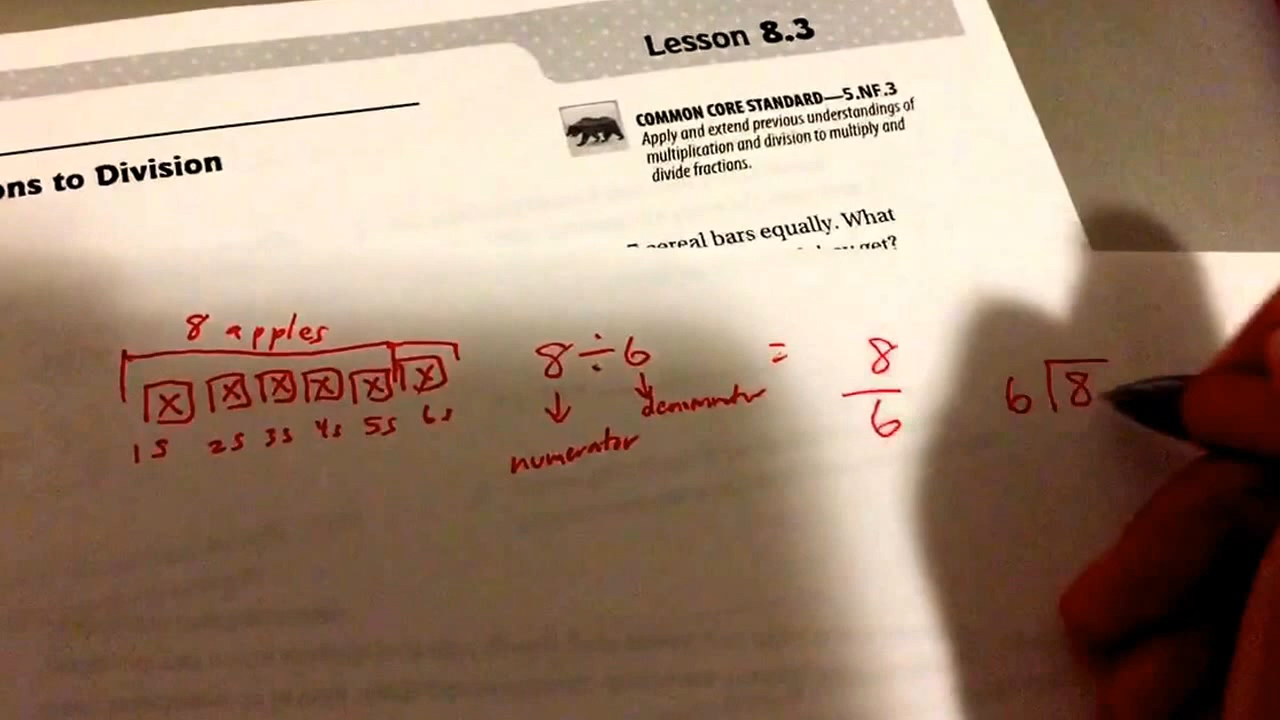 Lesson 8.3
COMMON CORE STANDARD—5.NF.3
Apply and extend previous understandings of
multiplication and division to multiply and
divide fractions.
ons to Division
cereal bars equally. What
get?
8 apples
X X X X X X
1s 2s 3s 4s 5s 6s
8 ÷ 6 = 8/6
6 8
numerator